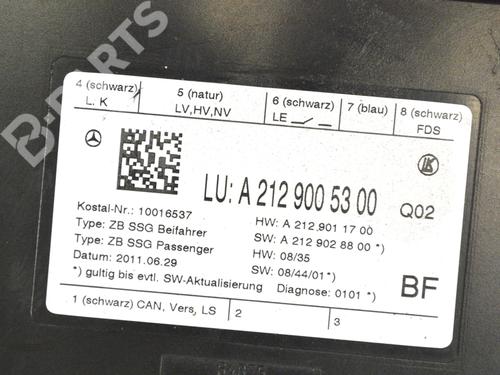 B-PARTS
4 (schwarz)
L. K
5 (natur)
LV,HV,NV
6 (schwarz)
LE
7 (blau)
8 (schwarz)
FDS
LU: A 212 900 53 00
Q02
LK
Kostal-Nr.: 10016537
Type: ZB SSG Beifahrer
Type: ZB SSG Passenger
Datum: 2011.06.29
*) gultig bis evtl. SW-Aktualisierung
HW: A 212 901 17 00
SW: A 212 902 88 00 *)
HW: 08/35
SW: 08/44/01*)
Diagnose: 0101 *)
BF
1 (schwarz) CAN, Vers, LS
2
3